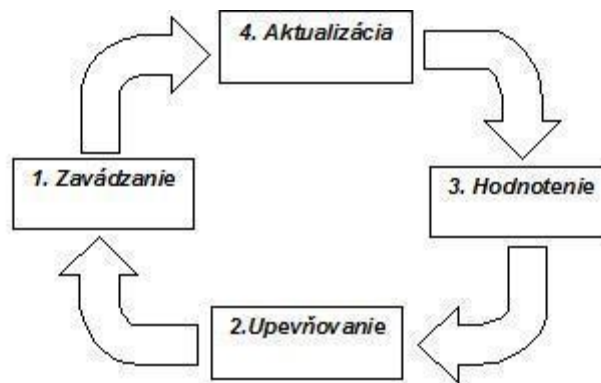 4. Aktualizácia
1. Zavádzanie
3. Hodnotenie
2.Upevňovanie